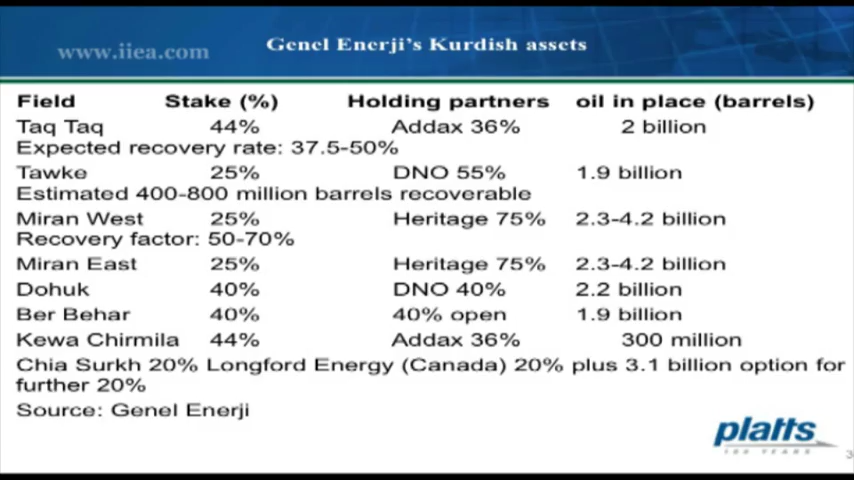 www.iiea.com
Genel Enerji's Kurdish assets
Field Stake (%) Holding partners oil in place (barrels)
Taq Taq 44% Addax 36% 2 billion
Expected recovery rate: 37.5-50%
Tawke 25% DNO 55% 1.9 billion
Estimated 400-800 million barrels recoverable
Miran West 25% Heritage 75% 2.3-4.2 billion
Recovery factor: 50-70%
Miran East 25% Heritage 75% 2.3-4.2 billion
Dohuk 40% DNO 40% 2.2 billion
Ber Behar 40% 40% open 1.9 billion
Kewa Chirmila 44% Addax 36% 300 million
Chia Surkh 20% Longford Energy (Canada) 20% plus 3.1 billion option for
further 20%
Source: Genel Enerji
platts